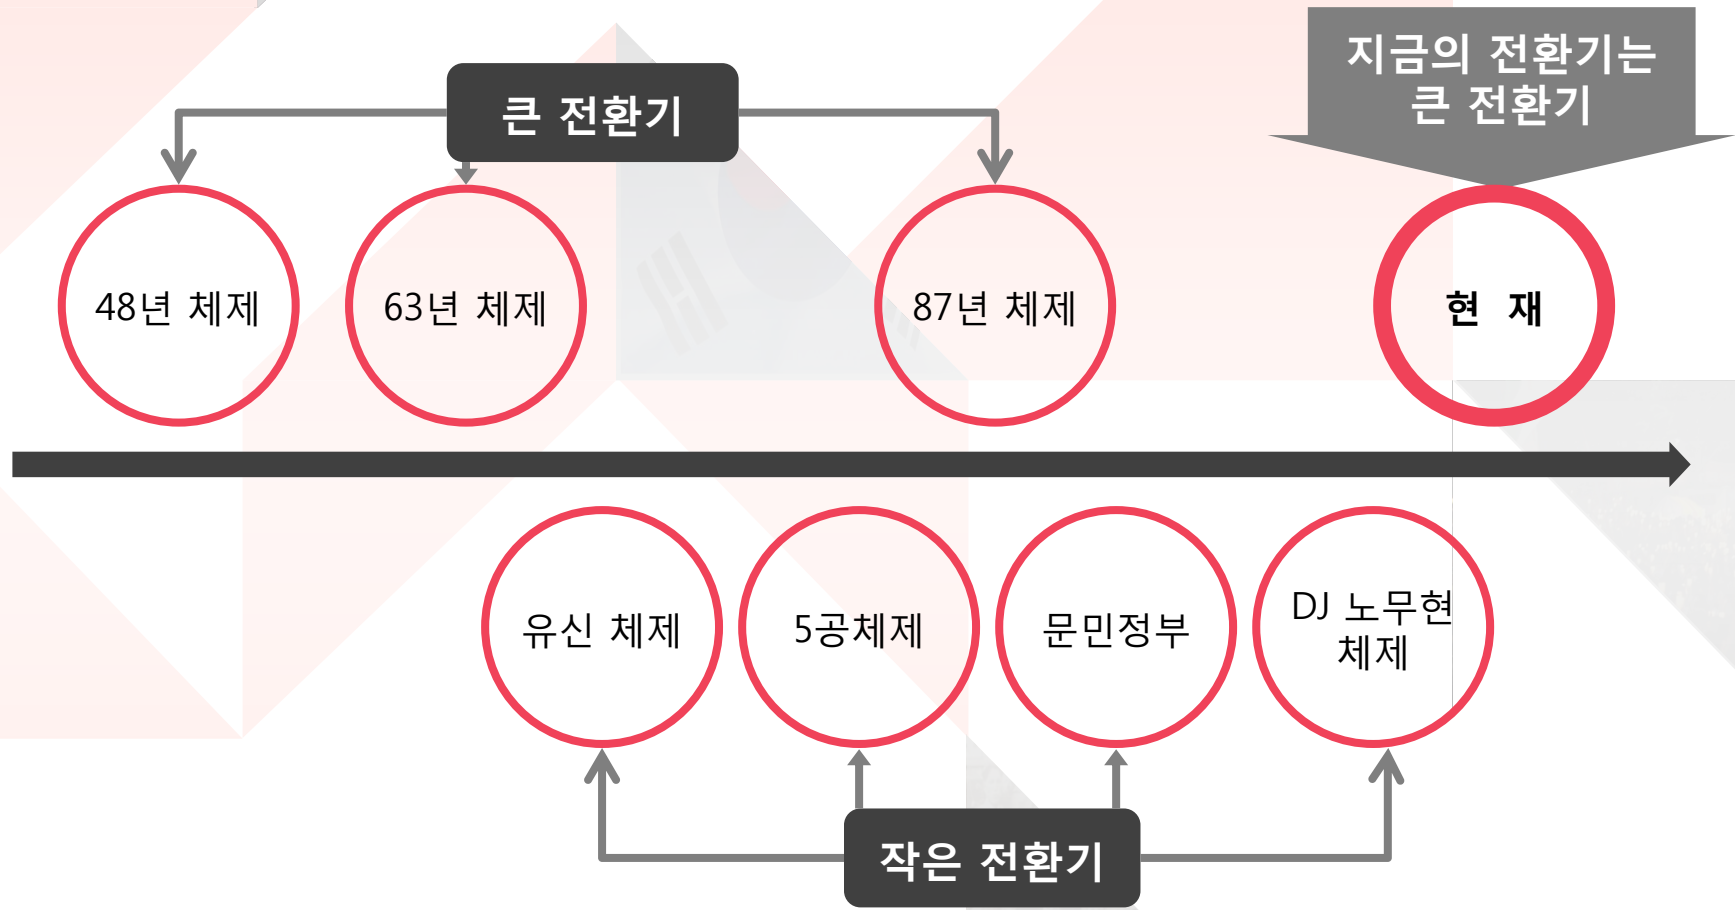 지금의 전환기는
큰 전환기
큰 전환기
48년 체제
63년 체제
87년 체제
현 재
유신 체제
5공체제
문민정부
DJ 노무현
체제
작은 전환기